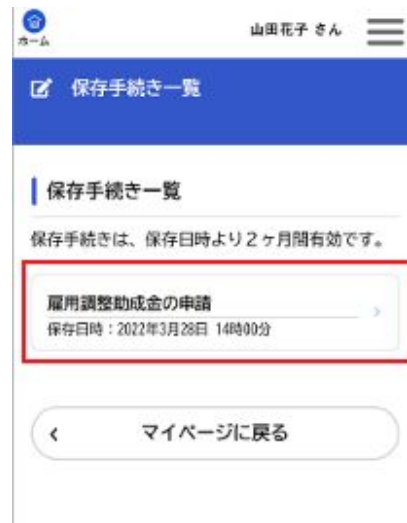 ホーム
山田花子 さん
保存手続き一覧
保存手続き一覧
保存手続きは、保存日時より2ヶ月間有効です。
雇用調整助成金の申請
保存日時：2022年3月28日 14時00分
マイページに戻る